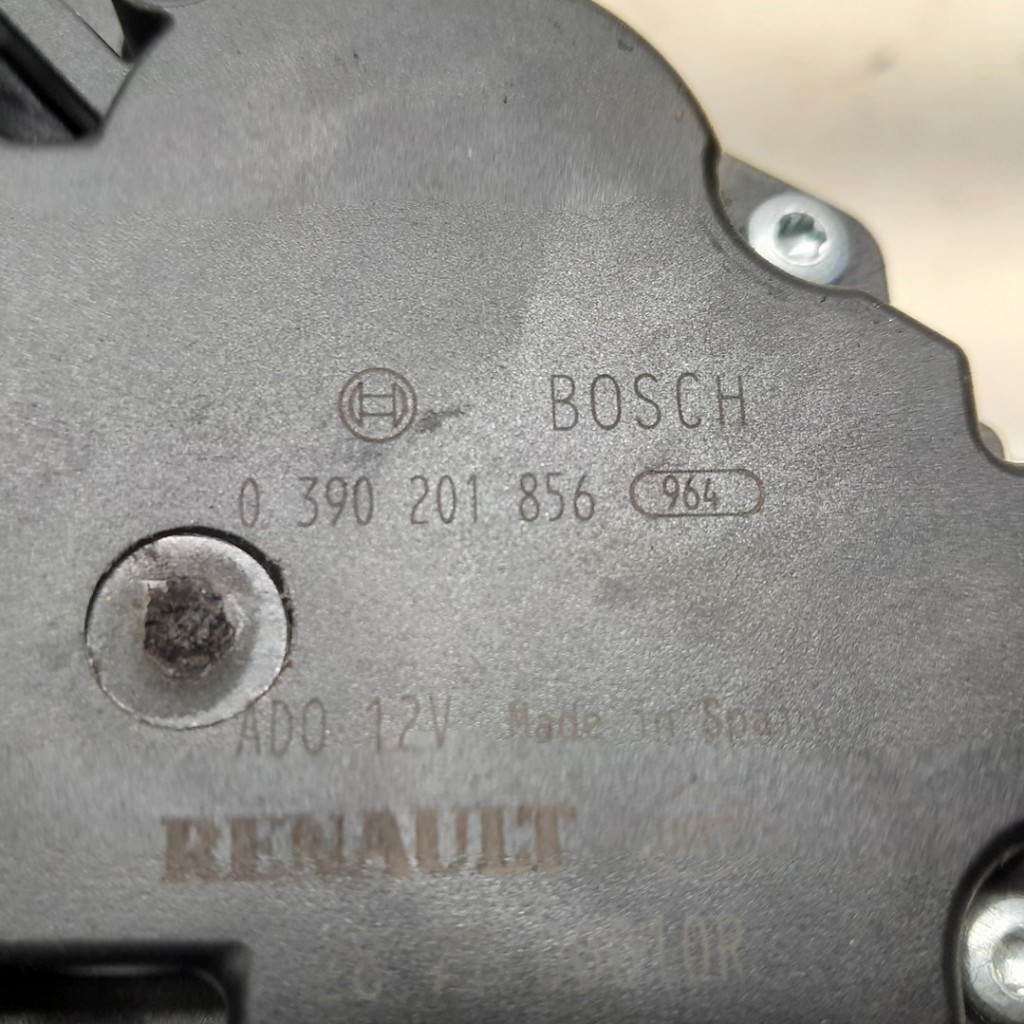 BOSCH
0 390 201 856 964
ADO 12V Made in Spain
RENAULT